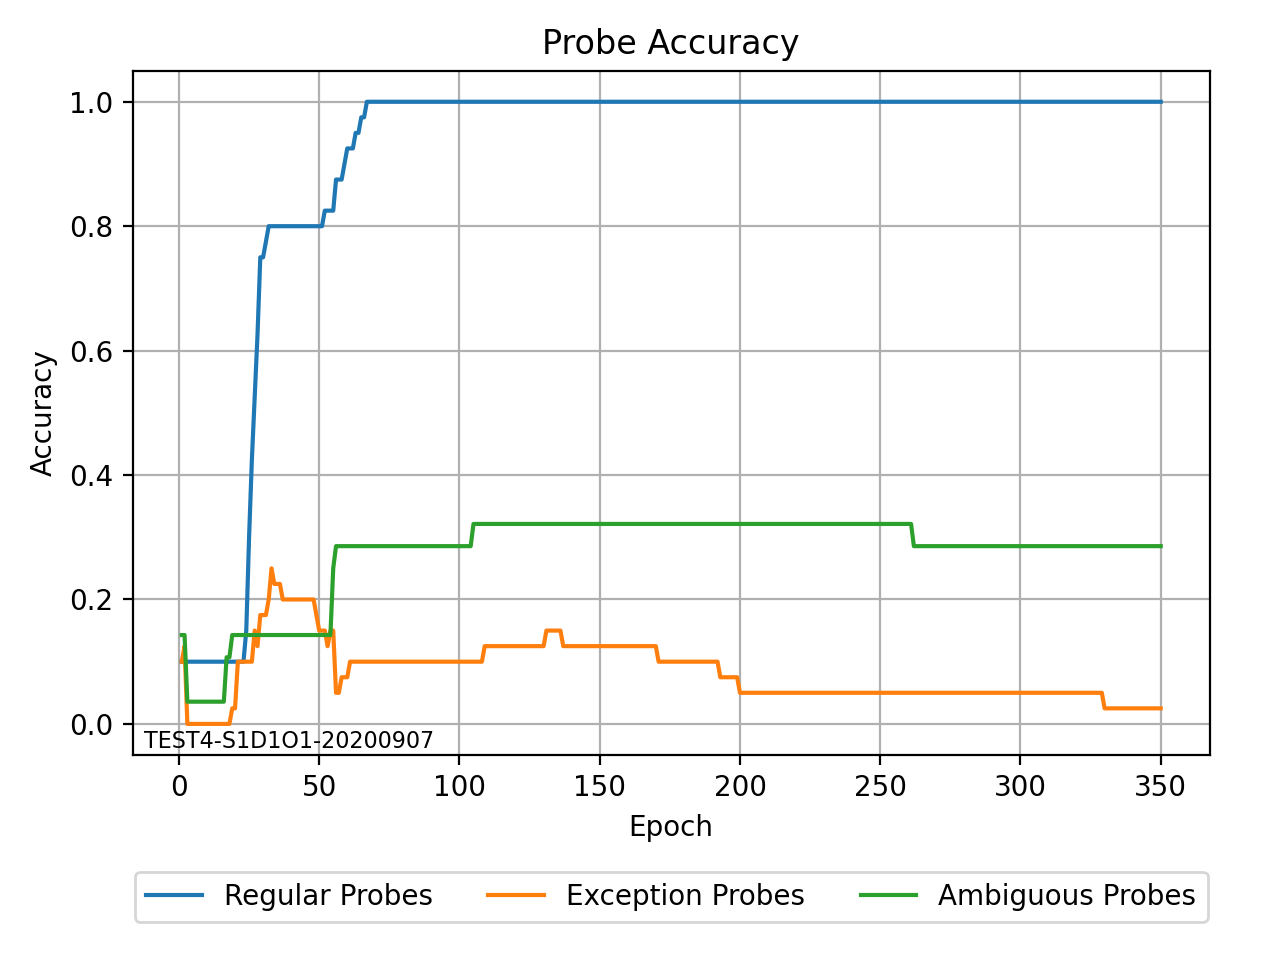 Probe Accuracy
1.0
0.8
0.6
0.4
0.2
0.0
Accuracy
TEST4-S1D1O1-20200907
0 50 100 150 200 250 300 350
Epoch
Regular Probes Exception Probes Ambiguous Probes